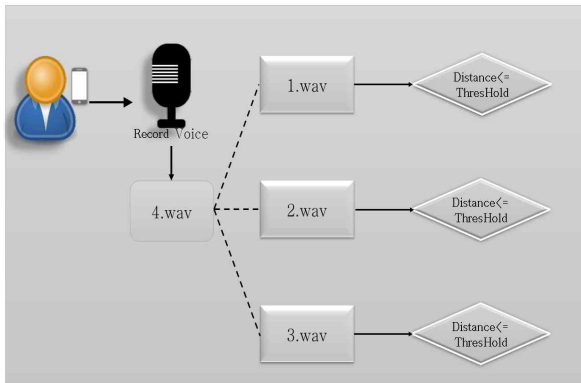 1.wav
Distance<=
ThresHold
Record Voice
4.wav
2.wav
Distance<=
ThresHold
3.wav
Distance<=
ThresHold